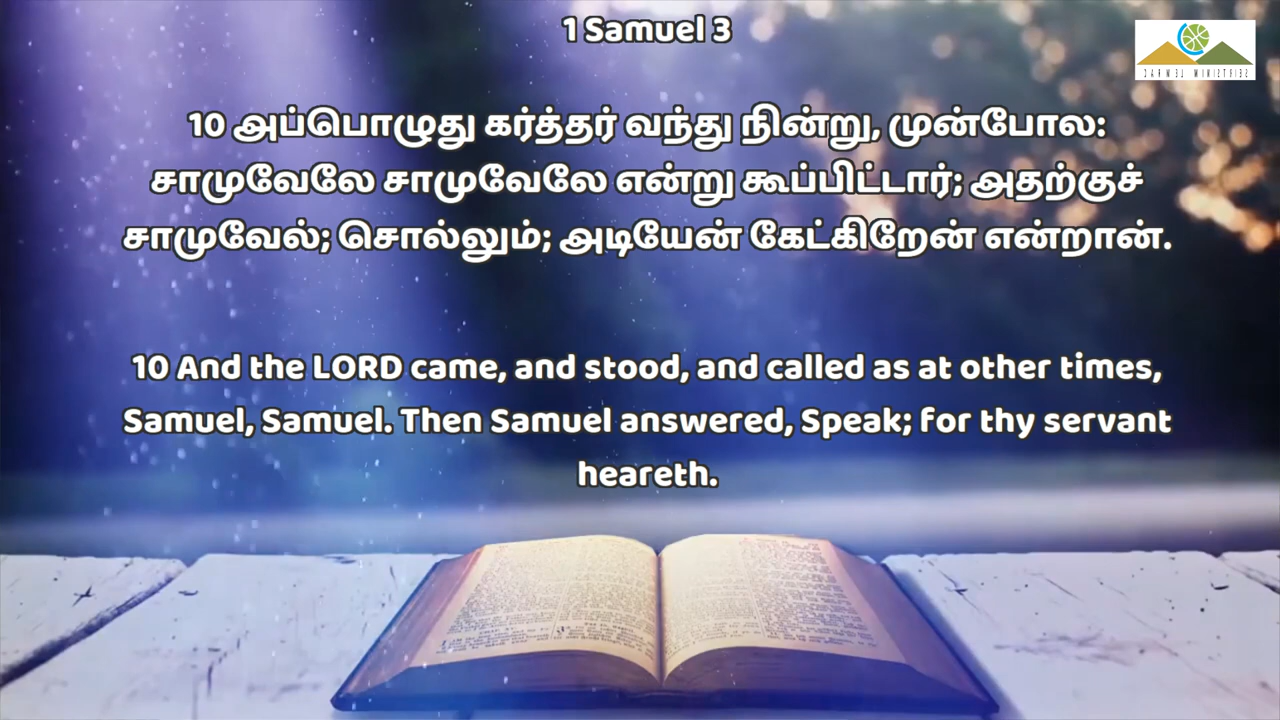 1 Samuel 3
10 அப்பொழுது கர்த்தர் வந்து நின்று, முன்போல:
சாமுவேலே சாமுவேலே என்று கூப்பிட்டார்; அதற்குச்
சாமுவேல்; சொல்லும்; அடியேன் கேட்கிறேன் என்றான்.
10 And the LORD came, and stood, and called as at other times,
Samuel, Samuel. Then Samuel answered, Speak; for thy servant
heareth.